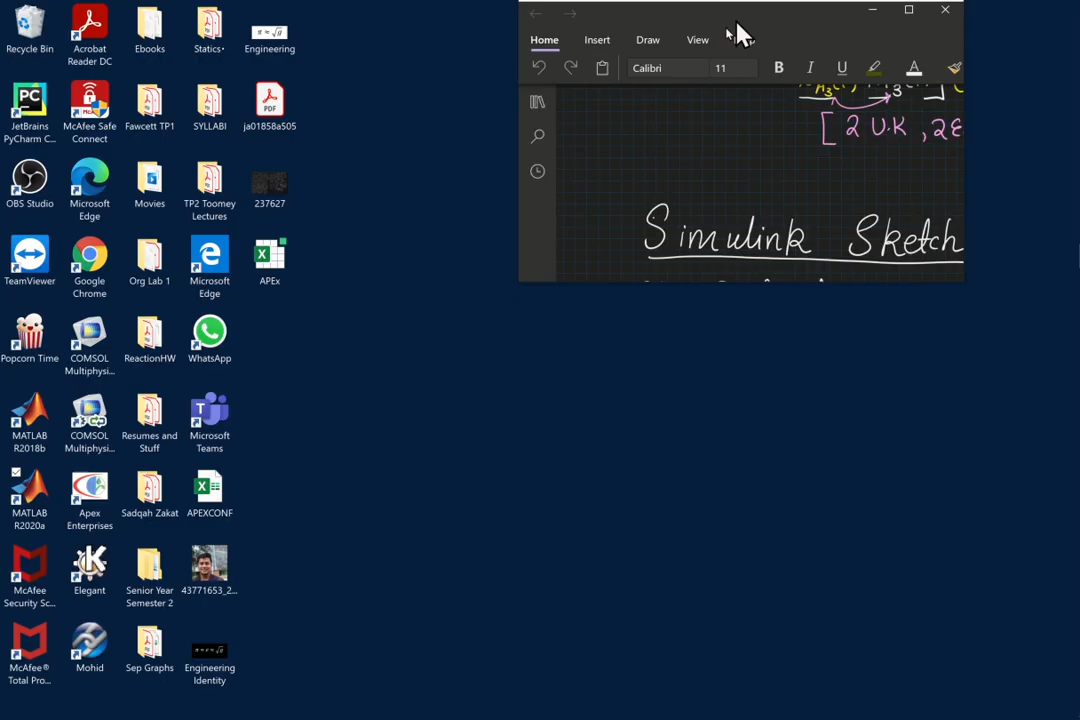 Recycle Bin
Acrobat
Reader DC
Ebooks
Statics
π ≈ √g
Engineering
PC
JetBrains
PyCharm C...
McAfee Safe
Connect
Fawcett TP1
SYLLABI
PDF
ja01858a505
OBS Studio
Microsoft
Edge
Movies
TP2 Toomey
Lectures
237627
TeamViewer
Google
Chrome
Org Lab 1
Microsoft
Edge
APEx
Popcorn Time
COMSOL
Multiphysi...
ReactionHW
WhatsApp
MATLAB
R2018b
COMSOL
Multiphysi...
Resumes and
Stuff
Microsoft
Teams
MATLAB
R2020a
Apex
Enterprises
Sadqah Zakat
APEXCONF
McAfee
Security Sc...
Elegant
Senior Year
Semester 2
43771653_2...
McAfee®
Total Pro...
Mohid
Sep Graphs
Engineering
Identity
Home
Insert
Draw
View
Calibri
11
B
I
U
A
[ 2 U.K , 2E
Simulink Sketch